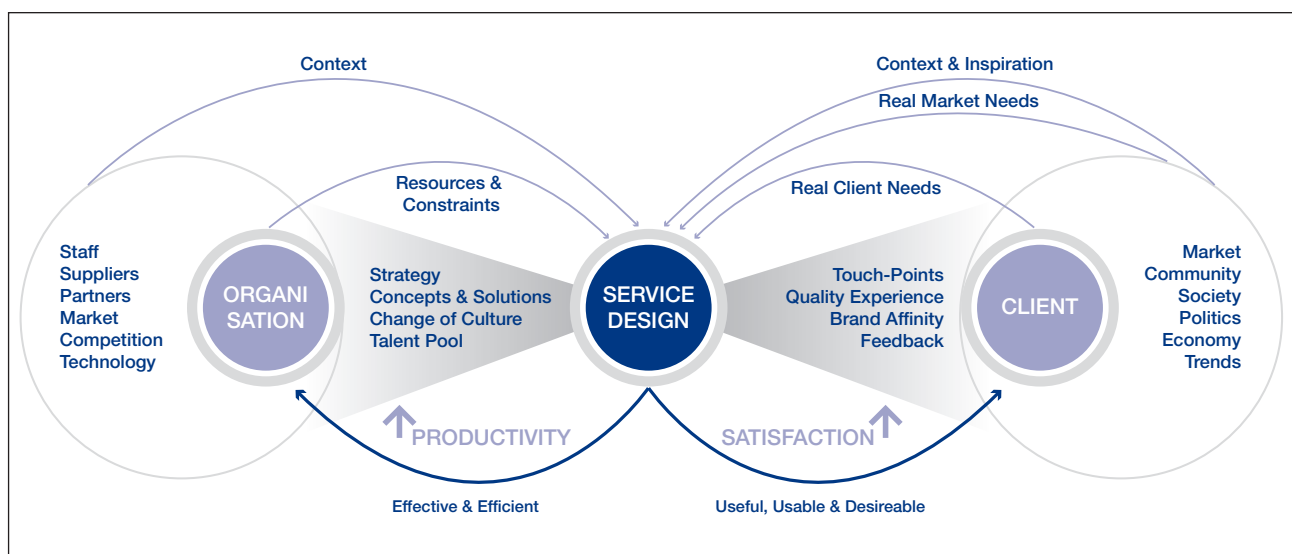 Context
Context & Inspiration
Real Market Needs
Resources &
Constraints
Real Client Needs
Staff
Suppliers
Partners
Market
Competition
Technology
ORGANI
SATION
Strategy
Concepts & Solutions
Change of Culture
Talent Pool
SERVICE
DESIGN
Touch-Points
Quality Experience
Brand Affinity
Feedback
CLIENT
Market
Community
Society
Politics
Economy
Trends
PRODUCTIVITY
SATISFACTION
Effective & Efficient
Useful, Usable & Desireable